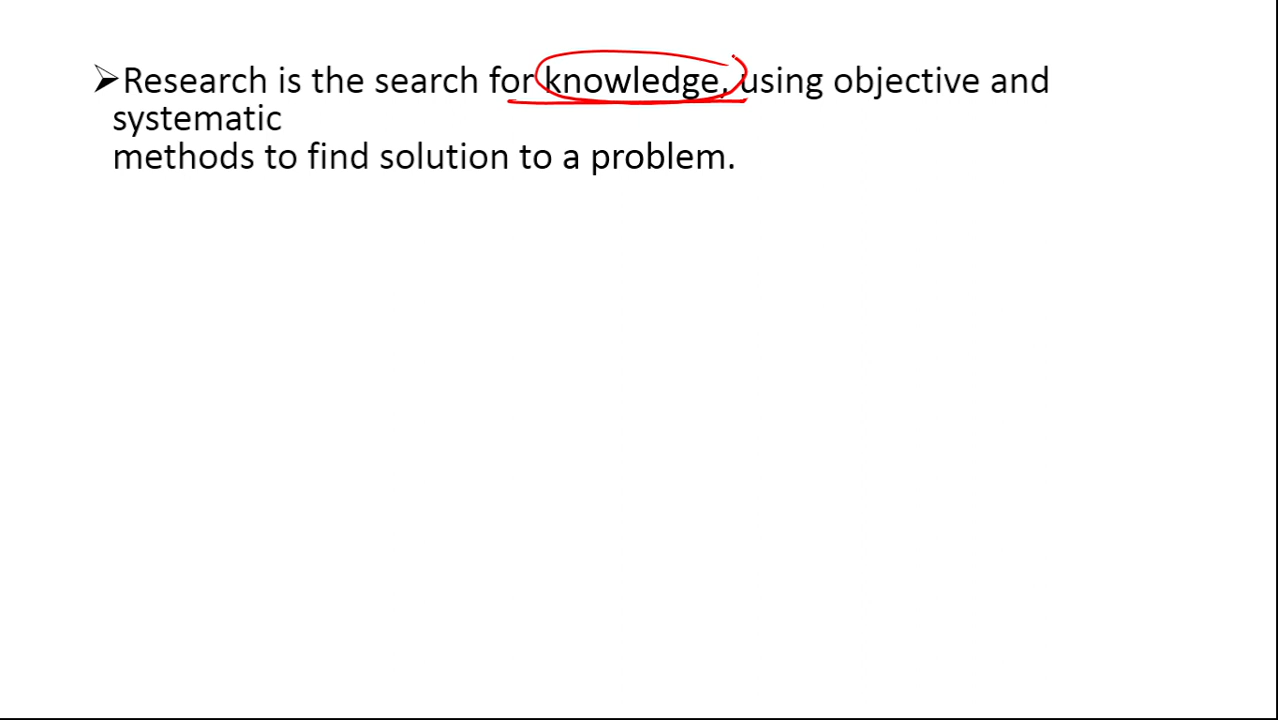 ➢Research is the search for knowledge, using objective and
systematic
methods to find solution to a problem.